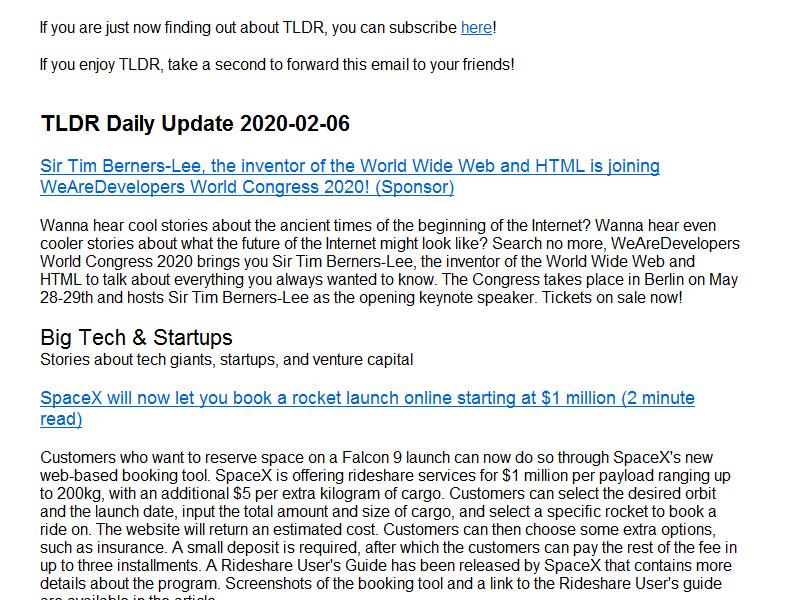 If you are just now finding out about TLDR, you can subscribe here!
If you enjoy TLDR, take a second to forward this email to your friends!
TLDR Daily Update 2020-02-06
Sir Tim Berners-Lee, the inventor of the World Wide Web and HTML is joining
WeAreDevelopers World Congress 2020! (Sponsor)
Wanna hear cool stories about the ancient times of the beginning of the Internet? Wanna hear even
cooler stories about what the future of the Internet might look like? Search no more, WeAreDevelopers
World Congress 2020 brings you Sir Tim Berners-Lee, the inventor of the World Wide Web and
HTML to talk about everything you always wanted to know. The Congress takes place in Berlin on May
28-29th and hosts Sir Tim Berners-Lee as the opening keynote speaker. Tickets on sale now!
Big Tech & Startups
Stories about tech giants, startups, and venture capital
SpaceX will now let you book a rocket launch online starting at $1 million (2 minute
read)
Customers who want to reserve space on a Falcon 9 launch can now do so through SpaceX's new
web-based booking tool. SpaceX is offering rideshare services for $1 million per payload ranging up
to 200kg, with an additional $5 per extra kilogram of cargo. Customers can select the desired orbit
and the launch date, input the total amount and size of cargo, and select a specific rocket to book a
ride on. The website will return an estimated cost. Customers can then choose some extra options,
such as insurance. A small deposit is required, after which the customers can pay the rest of the fee in
up to three installments. A Rideshare User's Guide has been released by SpaceX that contains more
details about the program. Screenshots of the booking tool and a link to the Rideshare User's guide
are available in the article.